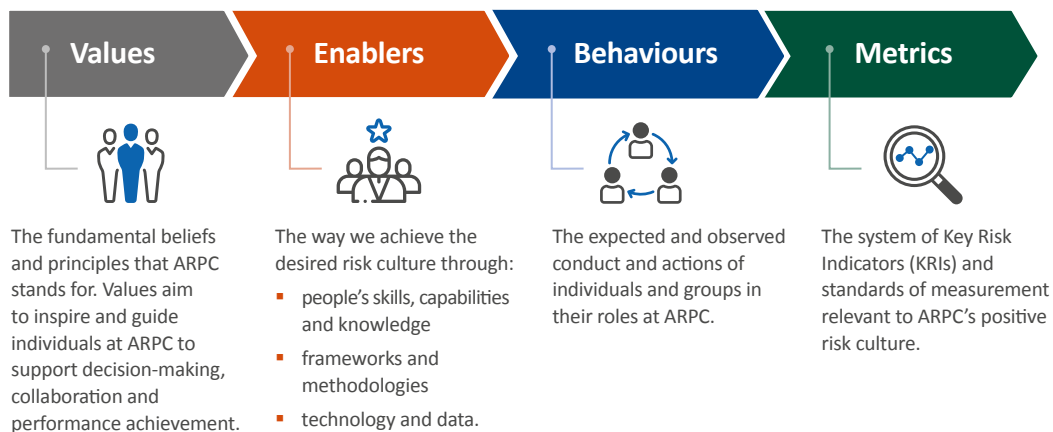 Values
Enablers
Behaviours
Metrics
The fundamental beliefs
and principles that ARPC
stands for. Values aim
to inspire and guide
individuals at ARPC to
support decision-making,
collaboration and
performance achievement.
The way we achieve the
desired risk culture through:
▪ people’s skills, capabilities
and knowledge
▪ frameworks and
methodologies
▪ technology and data.
The expected and observed
conduct and actions of
individuals and groups in
their roles at ARPC.
The system of Key Risk
Indicators (KRIs) and
standards of measurement
relevant to ARPC’s positive
risk culture.